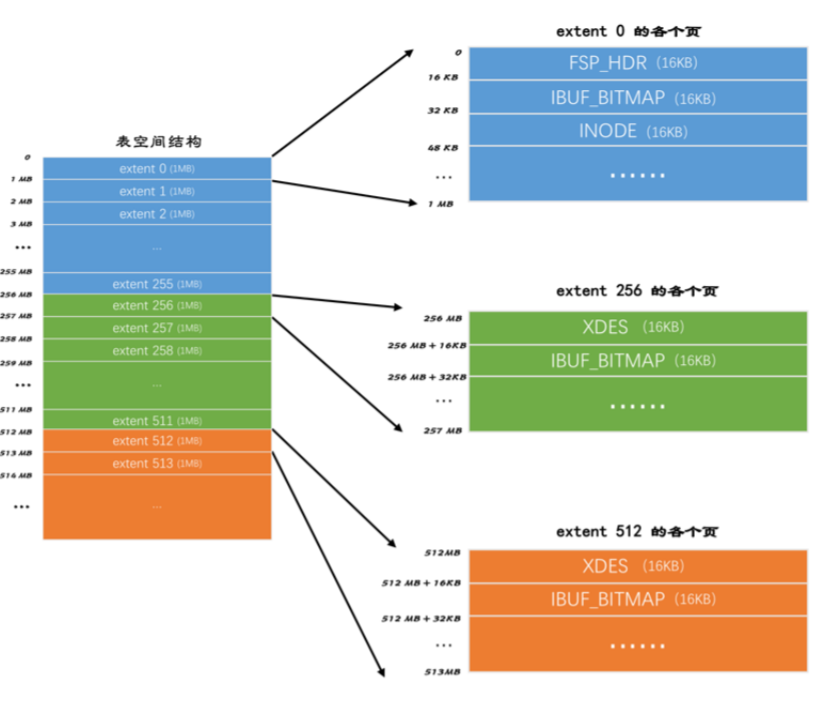 表空间结构
0
extent 0 (1MB)
1 MB
extent 1 (1MB)
2 MB
extent 2 (1MB)
3 MB
...
...
255 MB
extent 255 (1MB)
256 MB
extent 256 (1MB)
257 MB
extent 257 (1MB)
258 MB
extent 258 (1MB)
259 MB
...
...
511 MB
extent 511 (1MB)
512 MB
extent 512 (1MB)
513 MB
extent 513 (1MB)
514 MB
...
...
extent 0 的各个页
0
FSP_HDR (16KB)
16 KB
IBUF_BITMAP (16KB)
32 KB
INODE (16KB)
48 KB
...
......
1 MB
extent 256 的各个页
256 MB
XDES (16KB)
256 MB + 16KB
IBUF_BITMAP (16KB)
256 MB + 32KB
...
......
257 MB
extent 512 的各个页
512MB
XDES (16KB)
512 MB + 16KB
IBUF_BITMAP (16KB)
512 MB + 32KB
...
......
513MB